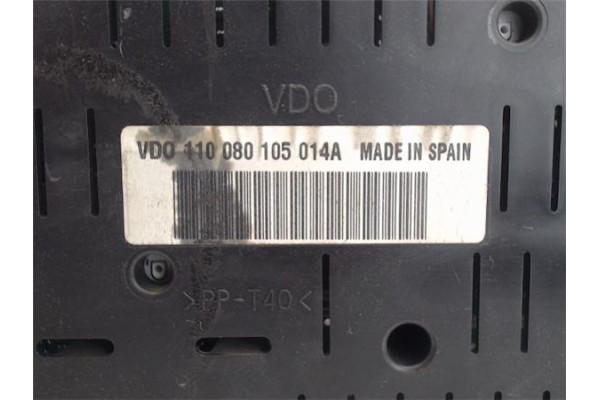 VDO
VDO 110 080 105 014A MADE IN SPAIN
>PP-T40<